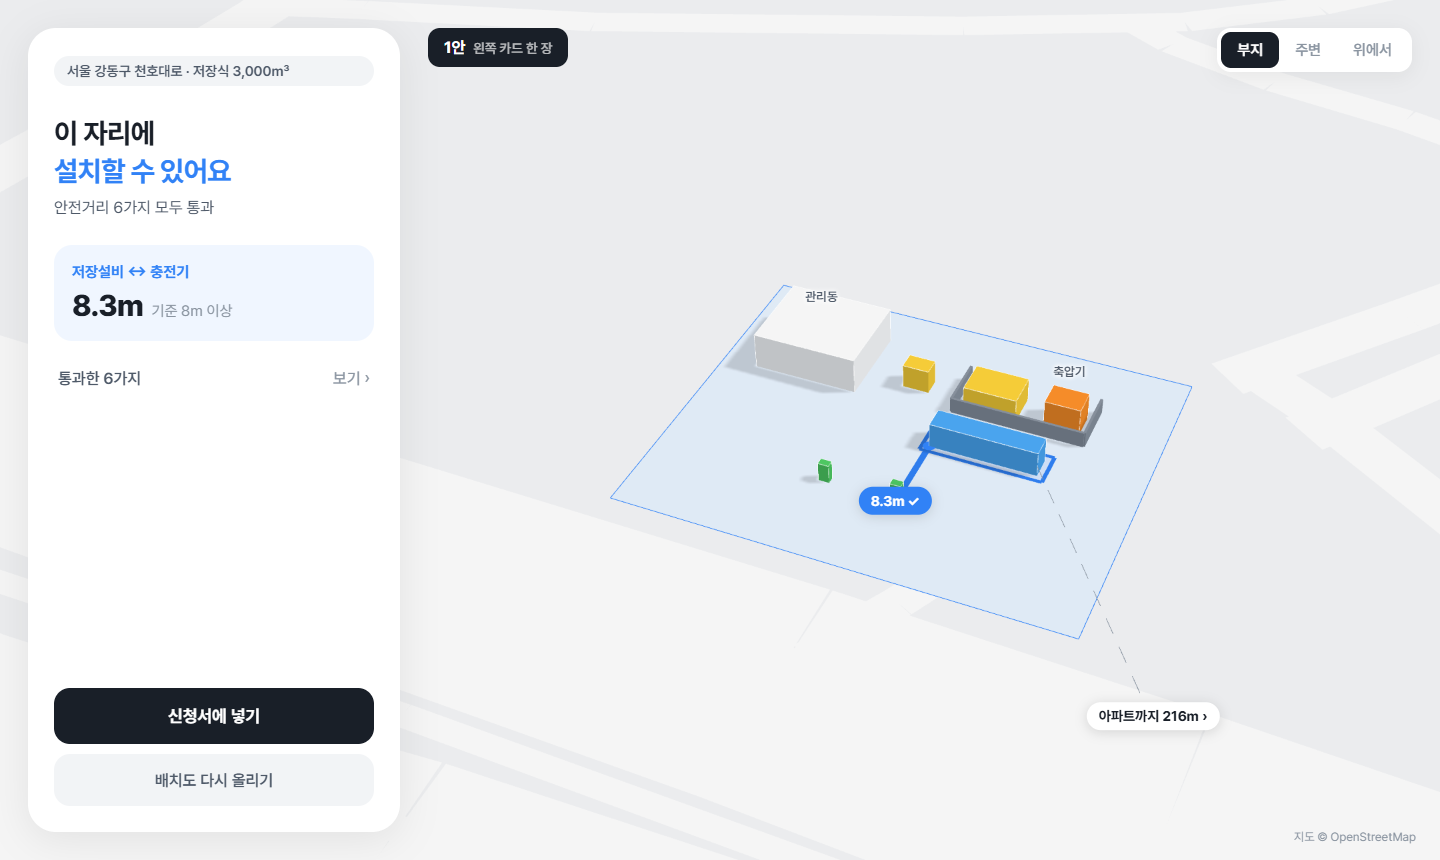 서울 강동구 천호대로 · 저장식 3,000m³
이 자리에
설치할 수 있어요
안전거리 6가지 모두 통과
저장설비 ↔ 충전기
8.3m 기준 8m 이상
통과한 6가지 보기 ›
신청서에 넣기
배치도 다시 올리기
1안 왼쪽 카드 한 장
부지 주변 위에서
관리동
축압기
8.3m ✓
아파트까지 216m ›
지도 © OpenStreetMap